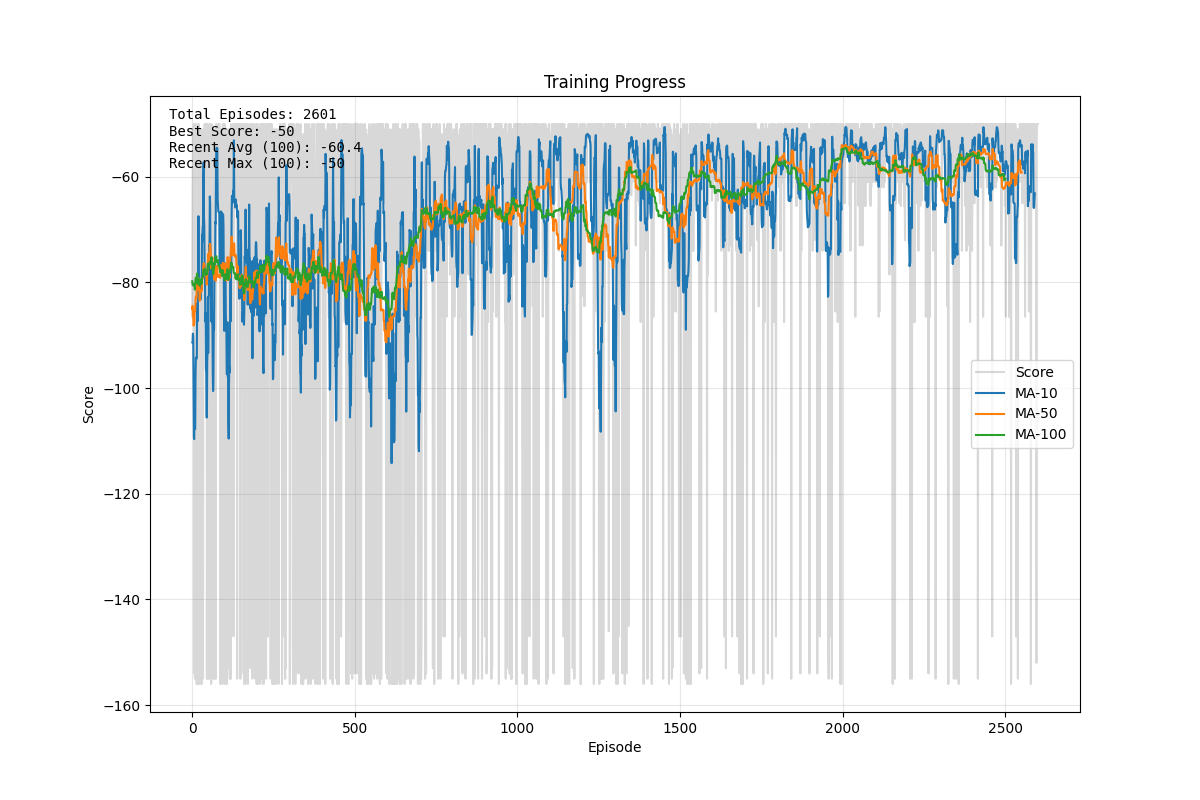 Training Progress
Total Episodes: 2601
Best Score: -50
Recent Avg (100): -60.4
Recent Max (100): -50
Score
−60
−80
−100
−120
−140
−160
0
500
1000
1500
2000
2500
Episode
Score
MA-10
MA-50
MA-100